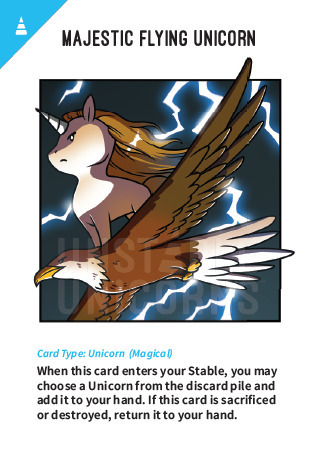 MAJESTIC FLYING UNICORN
UNSTABLE
UNICORNS
Card Type: Unicorn (Magical)
When this card enters your Stable, you may
choose a Unicorn from the discard pile and
add it to your hand. If this card is sacrificed
or destroyed, return it to your hand.